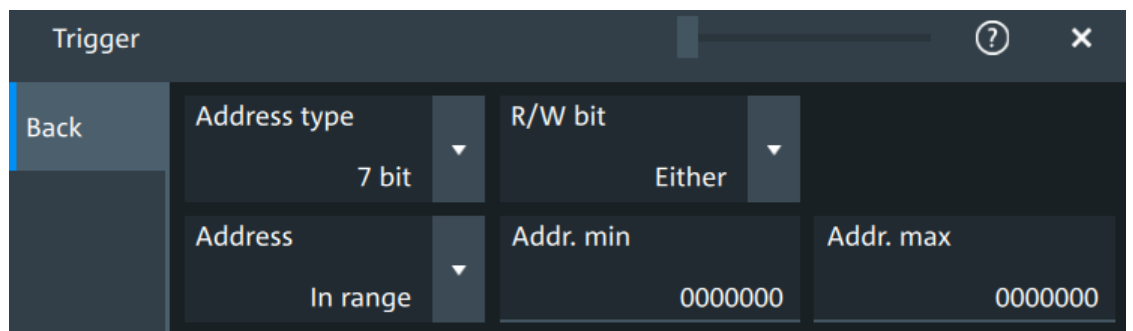 Trigger
Back
Address type
7 bit
R/W bit
Either
Address
In range
Addr. min
0000000
Addr. max
0000000